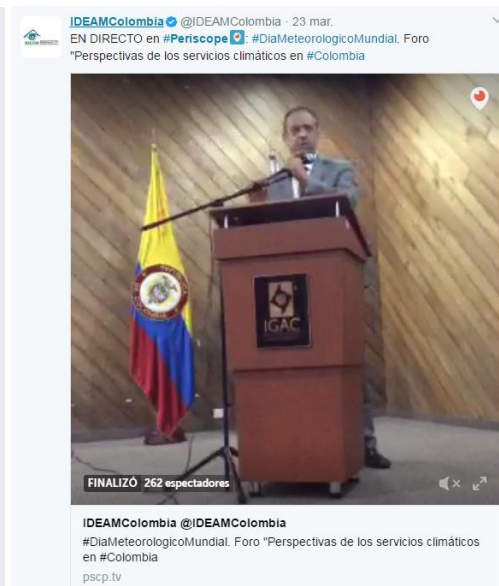 IDEAMColombia @IDEAMColombia · 23 mar.
EN DIRECTO en #Periscope : #DiaMeteorologicoMundial. Foro
"Perspectivas de los servicios climáticos en #Colombia
IGAC
FINALIZÓ 262 espectadores
IDEAMColombia @IDEAMColombia
#DiaMeteorologicoMundial. Foro "Perspectivas de los servicios climáticos
en #Colombia
pscp.tv